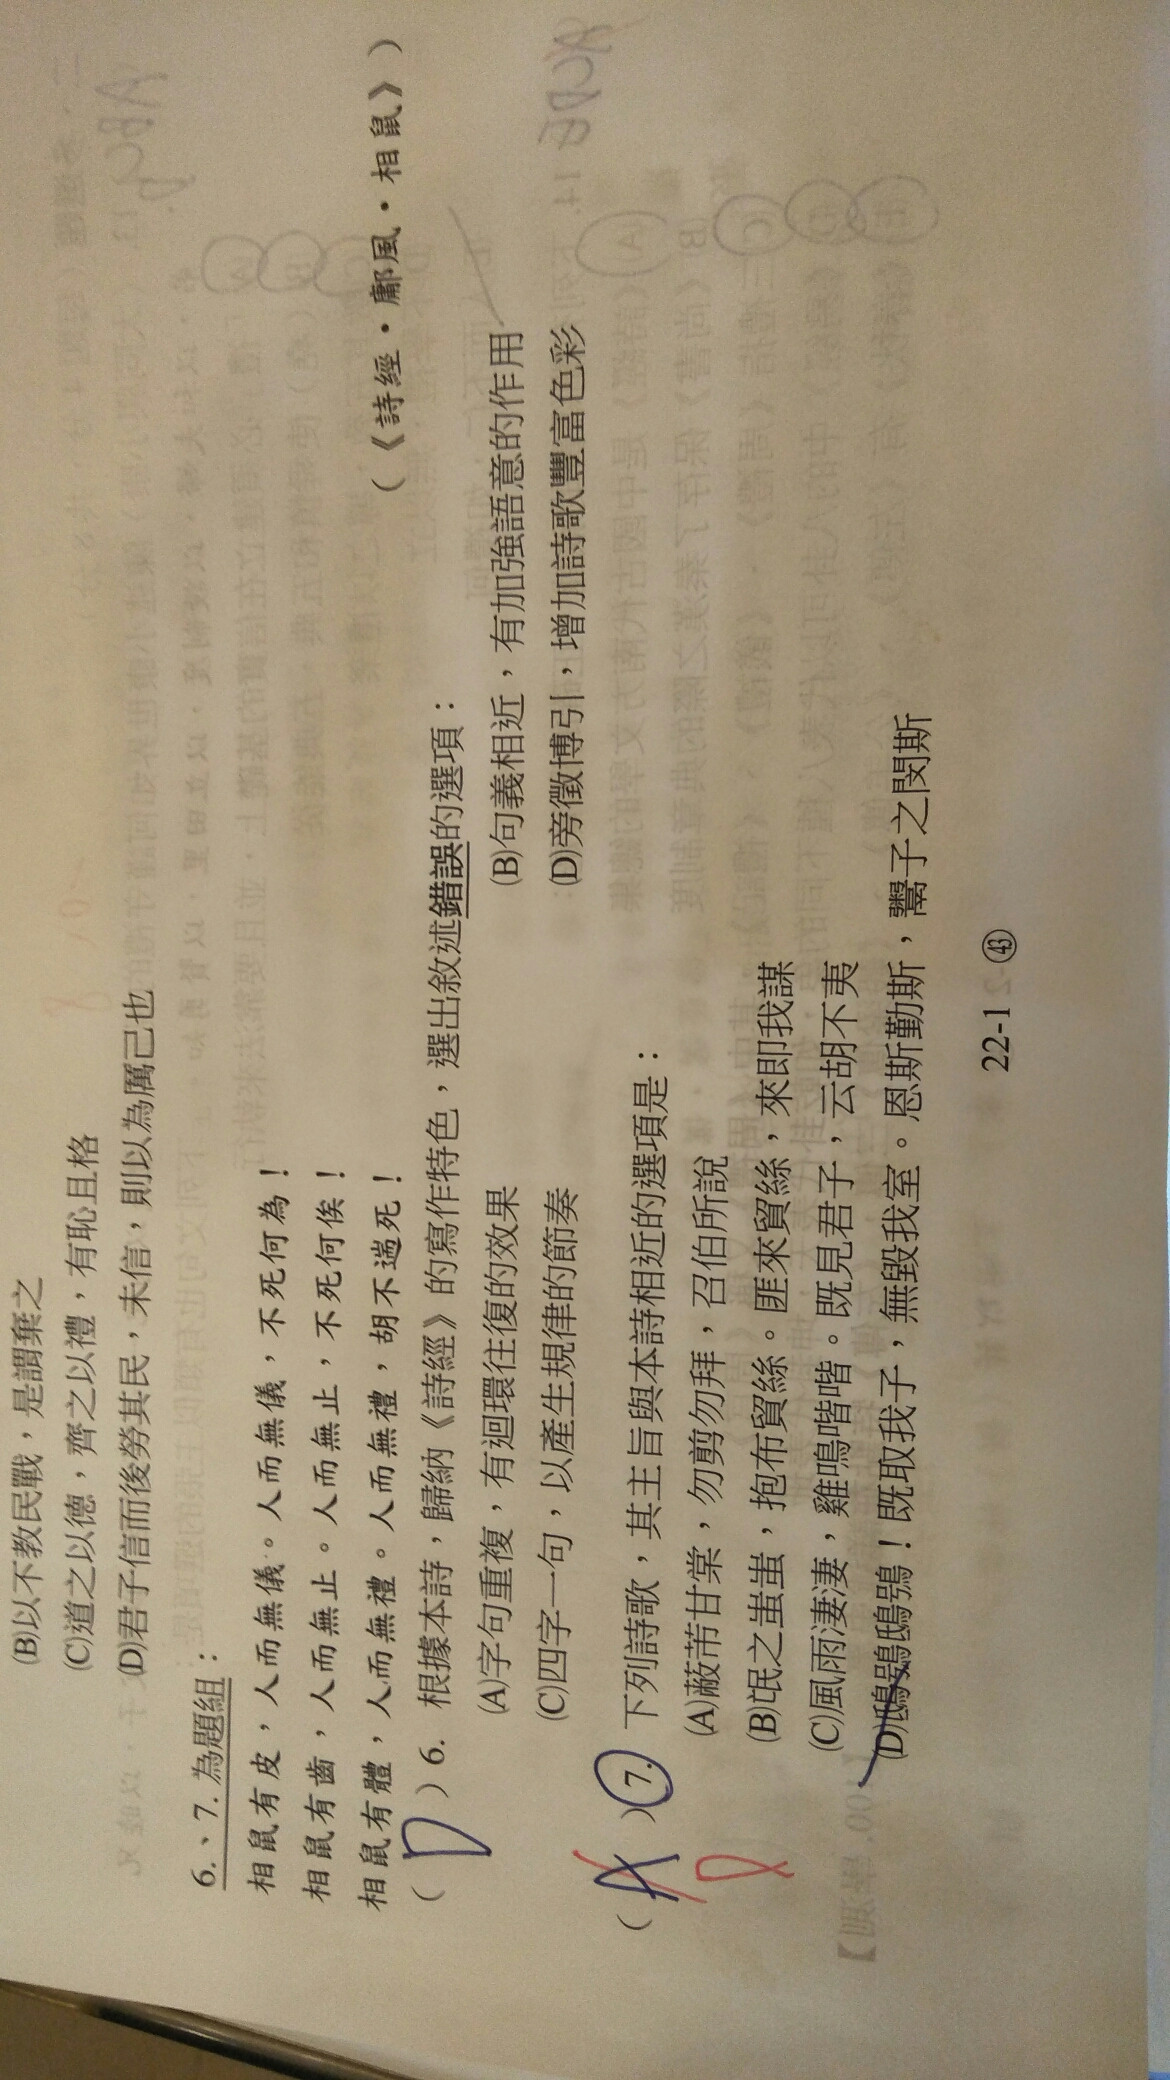 (B)以不教民戰，是謂棄之
(C)道之以德，齊之以禮，有恥且格
(D)君子信而後勞其民，未信，則以為厲己也
6.、7.為題組：
相鼠有皮，人而無儀。人而無儀，不死何為！
相鼠有齒，人而無止。人而無止，不死何俟！
相鼠有體，人而無禮。人而無禮，胡不遄死！
（《詩經・鄘風・相鼠》）
( D ) 6. 根據本詩，歸納《詩經》的寫作特色，選出敘述錯誤的選項：
(A)字句重複，有迴環往復的效果 (B)句義相近，有加強語意的作用
(C)四字一句，以產生規律的節奏 (D)旁徵博引，增加詩歌豐富色彩
( A ) 7. 下列詩歌，其主旨與本詩相近的選項是：
D
(A)蔽芾甘棠，勿剪勿拜，召伯所說
(B)氓之蚩蚩，抱布貿絲。匪來貿絲，來即我謀
(C)風雨淒淒，雞鳴喈喈。既見君子，云胡不夷
(D)鴟鴞鴟鴞！既取我子，無毀我室。恩斯勤斯，鬻子之閔斯
22-1 ㊸